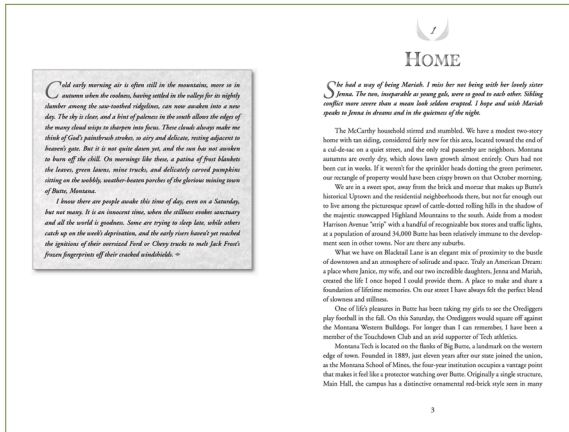 Cold early morning air is often still in the mountains, more so in
autumn when the coolness, having settled in the valleys for its nightly
slumber among the saw-toothed ridgelines, can now awaken into a new
day. The sky is clear, and a hint of paleness in the south allows the edges of
the many cloud wisps to sharpen into focus. These clouds always make me
think of God's paintbrush strokes, so airy and delicate, resting adjacent to
heaven's gate. But it is not quite dawn yet, and the sun has not awoken
to burn off the chill. On mornings like these, a patina of frost blankets
the leaves, green lawns, mine trucks, and delicately carved pumpkins
sitting on the wobbly, weather-beaten porches of the glorious mining town
of Butte, Montana.
I know there are people awake this time of day, even on a Saturday,
but not many. It is an innocent time, when the stillness evokes sanctuary
and all the world is goodness. Some are trying to sleep late, while others
catch up on the week's deprivation, and the early risers haven't yet reached
the ignitions of their oversized Ford or Chevy trucks to melt Jack Frost's
frozen fingerprints off their cracked windshields.
1
HOME
She had a way of being Mariah. I miss her not being with her lovely sister
Jenna. The two, inseparable as young gals, were so good to each other. Sibling
conflict more severe than a mean look seldom erupted. I hope and wish Mariah
speaks to Jenna in dreams and in the quietness of the night.
The McCarthy household stirred and stumbled. We have a modest two-story
home with tan siding, considered fairly new for this area, located toward the end of
a cul-de-sac on a quiet street, and the only real passersby are neighbors. Montana
autumns are overly dry, which slows lawn growth almost entirely. Ours had not
been cut in weeks. If it weren't for the sprinkler heads dotting the green perimeter,
our rectangle of property would have been crispy brown on that October morning.
We are in a sweet spot, away from the brick and mortar that makes up Butte's
historical Uptown and the residential neighborhoods there, but not far enough out
to live among the picturesque sprawl of cattle-dotted rolling hills in the shadow of
the majestic snowcapped Highland Mountains to the south. Aside from a modest
Harrison Avenue "strip" with a handful of recognizable box stores and traffic lights,
at a population of around 34,000 Butte has been relatively immune to the develop-
ment seen in other towns. Nor are there any suburbs.
What we have on Blacktail Lane is an elegant mix of proximity to the bustle
of downtown and an atmosphere of solitude and space. Truly an American Dream:
a place where Janice, my wife, and our two incredible daughters, Jenna and Mariah,
created the life I once hoped I could provide them. A place to make and share a
foundation of lifetime memories. On our street I have always felt the perfect blend
of slowness and stillness.
One of life's pleasures in Butte has been taking my girls to see the Orediggers
play football in the fall. On this Saturday, the Orediggers would square off against
the Montana Western Bulldogs. For longer than I can remember, I have been a
member of the Touchdown Club and an avid supporter of Tech athletics.
Montana Tech is located on the flanks of Big Butte, a landmark on the western
edge of town. Founded in 1889, just eleven years after our state joined the union,
as the Montana School of Mines, the four-year institution occupies a vantage point
that makes it feel like a protector watching over Butte. Originally a single structure,
Main Hall, the campus has a distinctive ornamental red-brick style seen in many
3